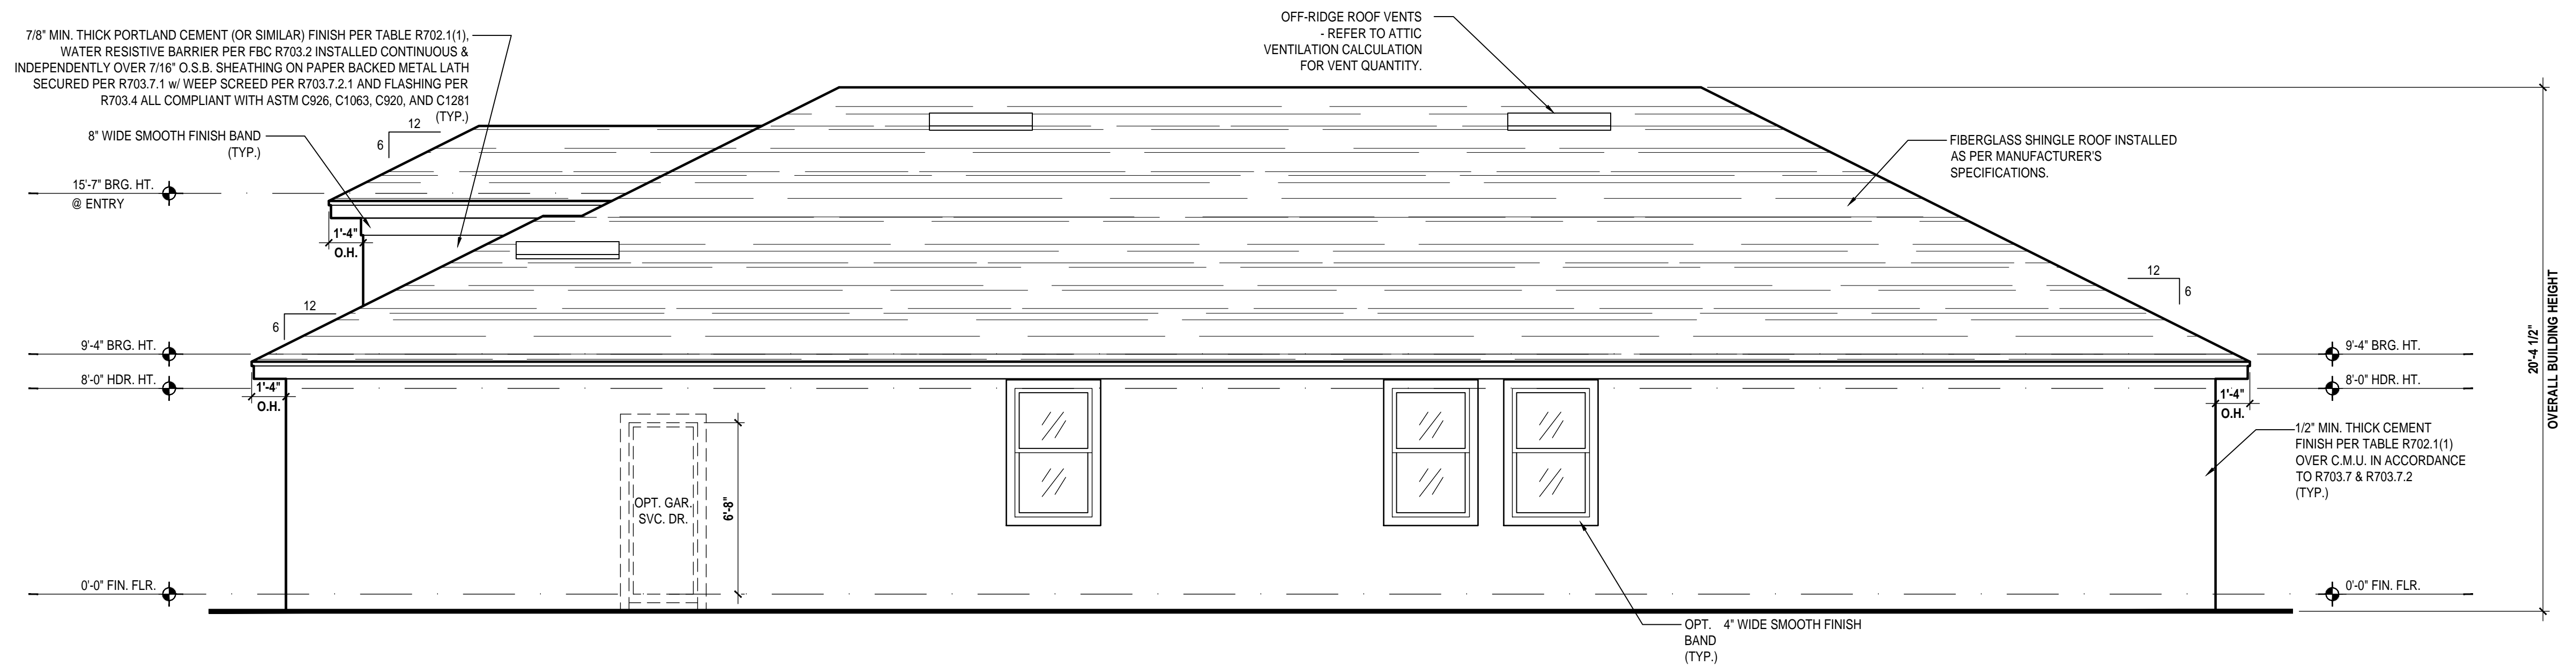 7/8" MIN. THICK PORTLAND CEMENT (OR SIMILAR) FINISH PER TABLE R702.1(1),
WATER RESISTIVE BARRIER PER FBC R703.2 INSTALLED CONTINUOUS &
INDEPENDENTLY OVER 7/16" O.S.B. SHEATHING ON PAPER BACKED METAL LATH
SECURED PER R703.7.1 w/ WEEP SCREED PER R703.7.2.1 AND FLASHING PER
R703.4 ALL COMPLIANT WITH ASTM C926, C1063, C920, AND C1281
(TYP.)
OFF-RIDGE ROOF VENTS
- REFER TO ATTIC
VENTILATION CALCULATION
FOR VENT QUANTITY.
8" WIDE SMOOTH FINISH BAND
(TYP.)
12
6
FIBERGLASS SHINGLE ROOF INSTALLED
AS PER MANUFACTURER'S
SPECIFICATIONS.
15'-7" BRG. HT.
@ ENTRY
1'-4"
O.H.
12
6
12
6
9'-4" BRG. HT.
8'-0" HDR. HT.
1'-4"
O.H.
9'-4" BRG. HT.
8'-0" HDR. HT.
1'-4"
O.H.
20'-4 1/2"
OVERALL BUILDING HEIGHT
1/2" MIN. THICK CEMENT
FINISH PER TABLE R702.1(1)
OVER C.M.U. IN ACCORDANCE
TO R703.7 & R703.7.2
(TYP.)
OPT. GAR.
SVC. DR.
6'-8"
0'-0" FIN. FLR.
0'-0" FIN. FLR.
OPT. 4" WIDE SMOOTH FINISH
BAND
(TYP.)